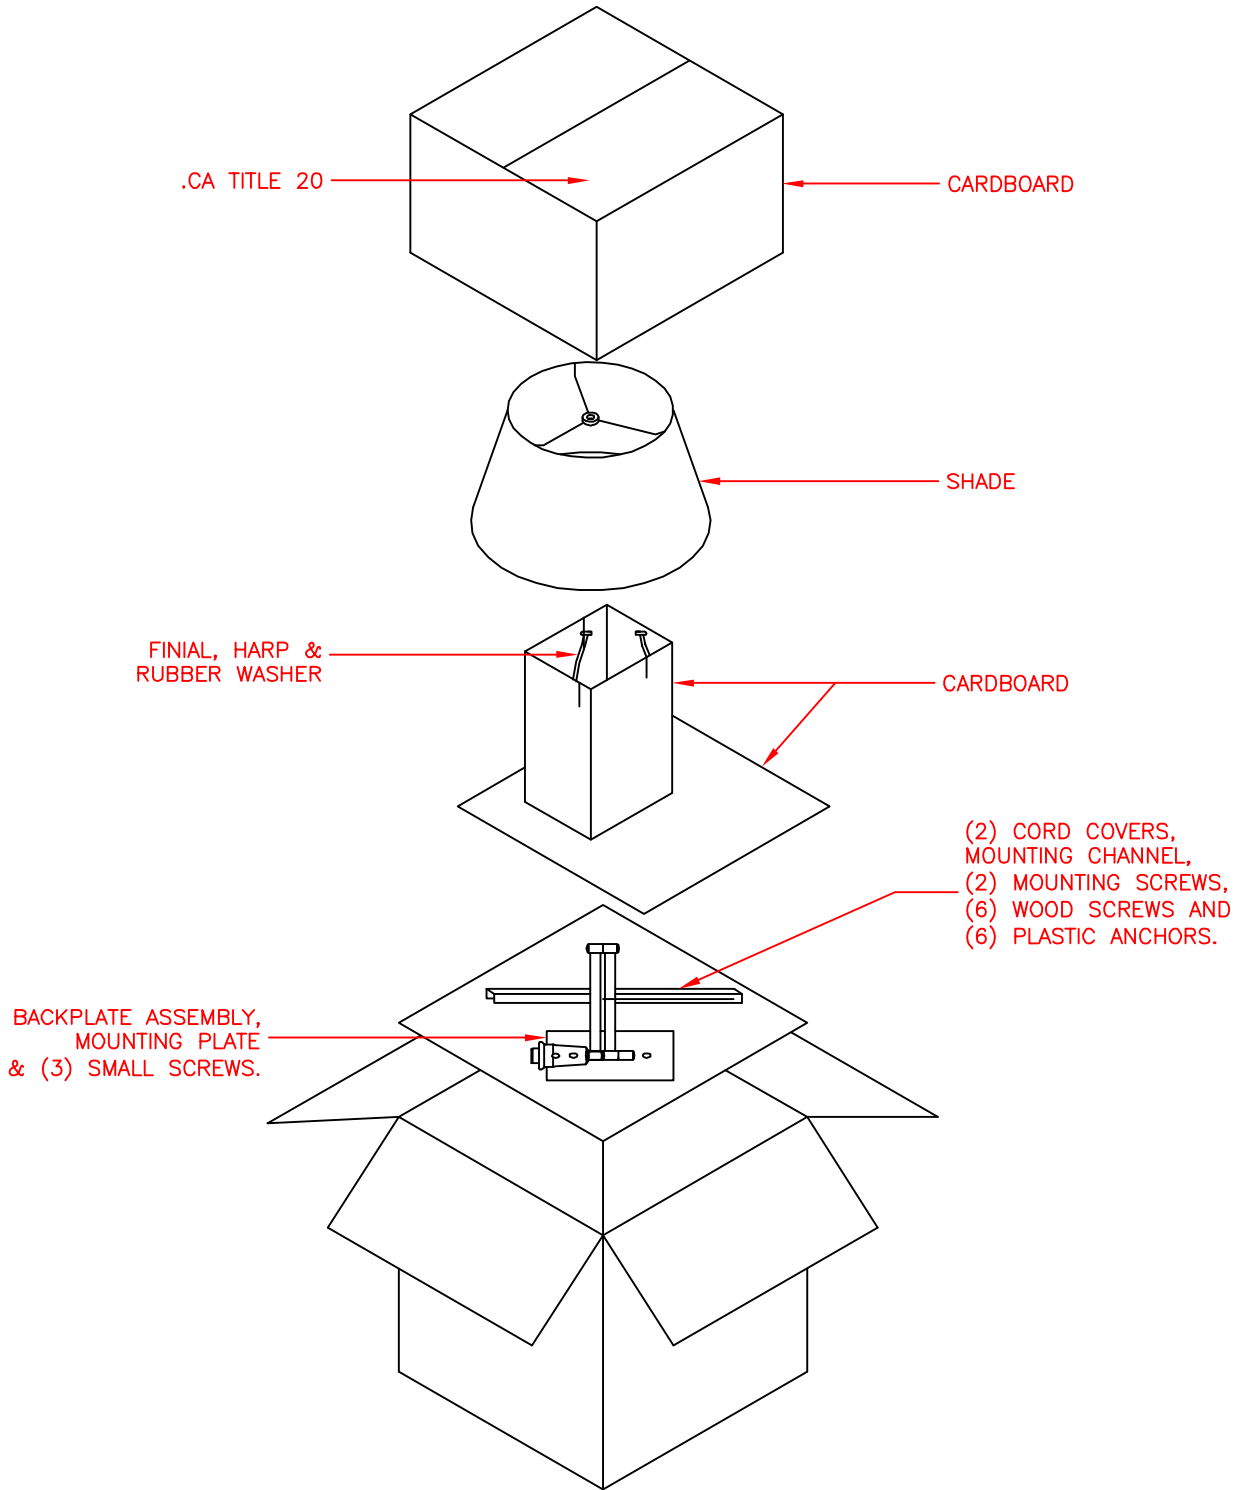 .CA TITLE 20
CARDBOARD
SHADE
FINIAL, HARP &
RUBBER WASHER
CARDBOARD
(2) CORD COVERS,
MOUNTING CHANNEL,
(2) MOUNTING SCREWS,
(6) WOOD SCREWS AND
(6) PLASTIC ANCHORS.
BACKPLATE ASSEMBLY,
MOUNTING PLATE
& (3) SMALL SCREWS.